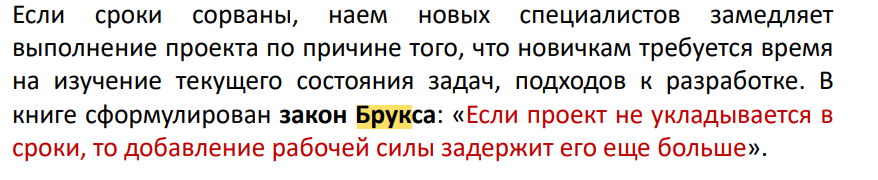 Если сроки сорваны, наем новых специалистов замедляет
выполнение проекта по причине того, что новичкам требуется время
на изучение текущего состояния задач, подходов к разработке. В
книге сформулирован закон Брукса: «Если проект не укладывается в
сроки, то добавление рабочей силы задержит его еще больше».